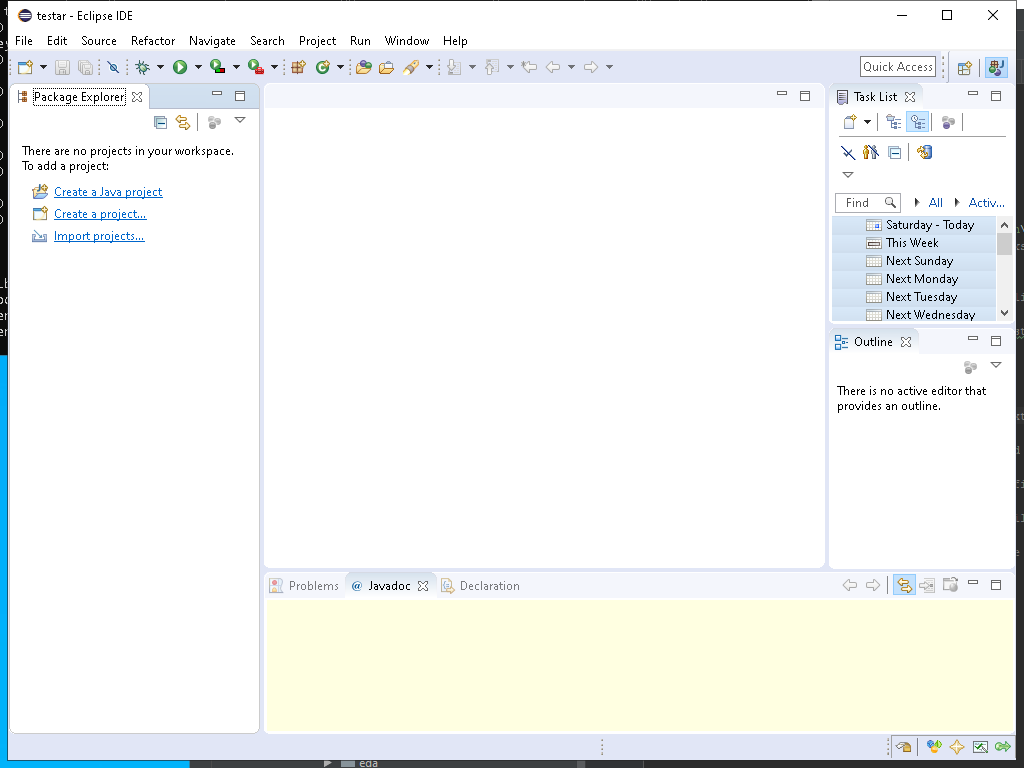 testar - Eclipse IDE
File Edit Source Refactor Navigate Search Project Run Window Help
Quick Access
Package Explorer
There are no projects in your workspace.
To add a project:
Create a Java project
Create a project...
Import projects...
Task List
Find All Activ...
Saturday - Today
This Week
Next Sunday
Next Monday
Next Tuesday
Next Wednesday
Outline
There is no active editor that
provides an outline.
Problems @ Javadoc Declaration
eda